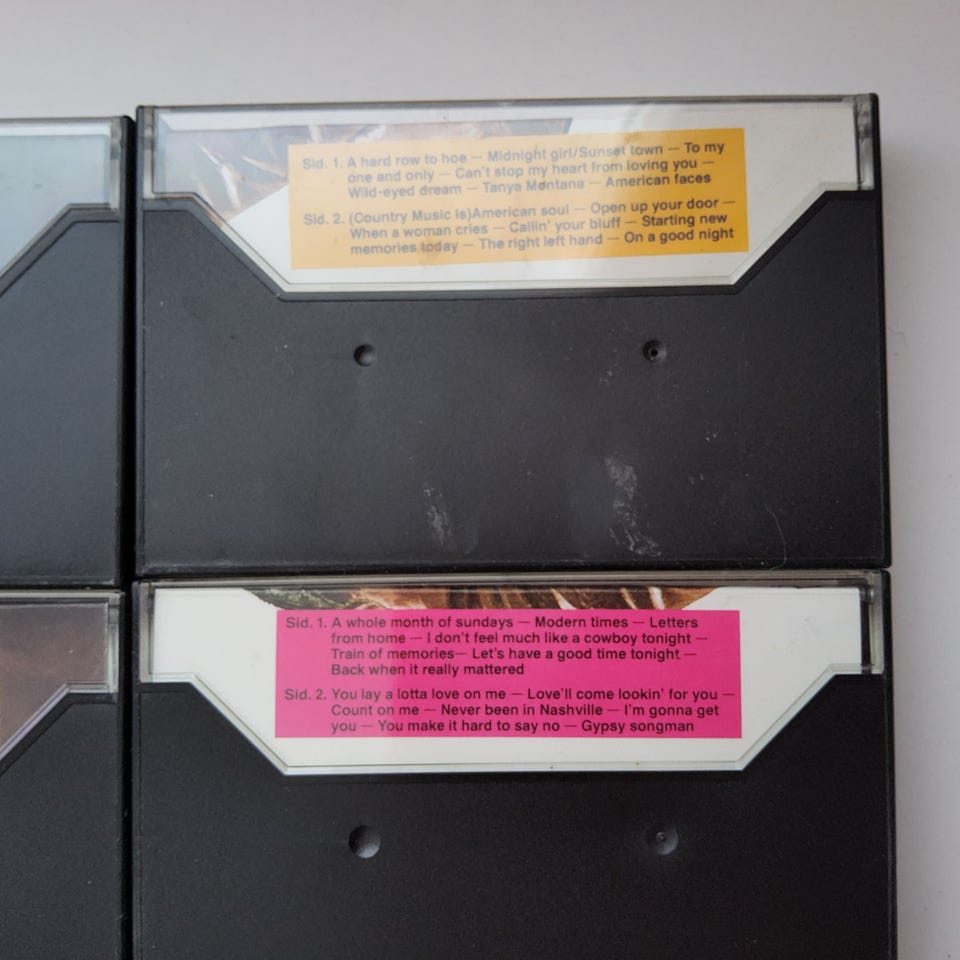 Sid. 1. A hard row to hoe — Midnight girl/Sunset town — To my
one and only — Can't stop my heart from loving you —
Wild-eyed dream — Tanya Montana — American faces
Sid. 2. (Country Music is)American soul — Open up your door —
When a woman cries — Callin' your bluff — Starting new
memories today — The right left hand — On a good night
Sid. 1. A whole month of sundays — Modern times — Letters
from home — I don't feel much like a cowboy tonight —
Train of memories— Let's have a good time tonight —
Back when it really mattered
Sid. 2. You lay a lotta love on me — Love'll come lookin' for you —
Count on me — Never been in Nashville — I'm gonna get
you — You make it hard to say no — Gypsy songman